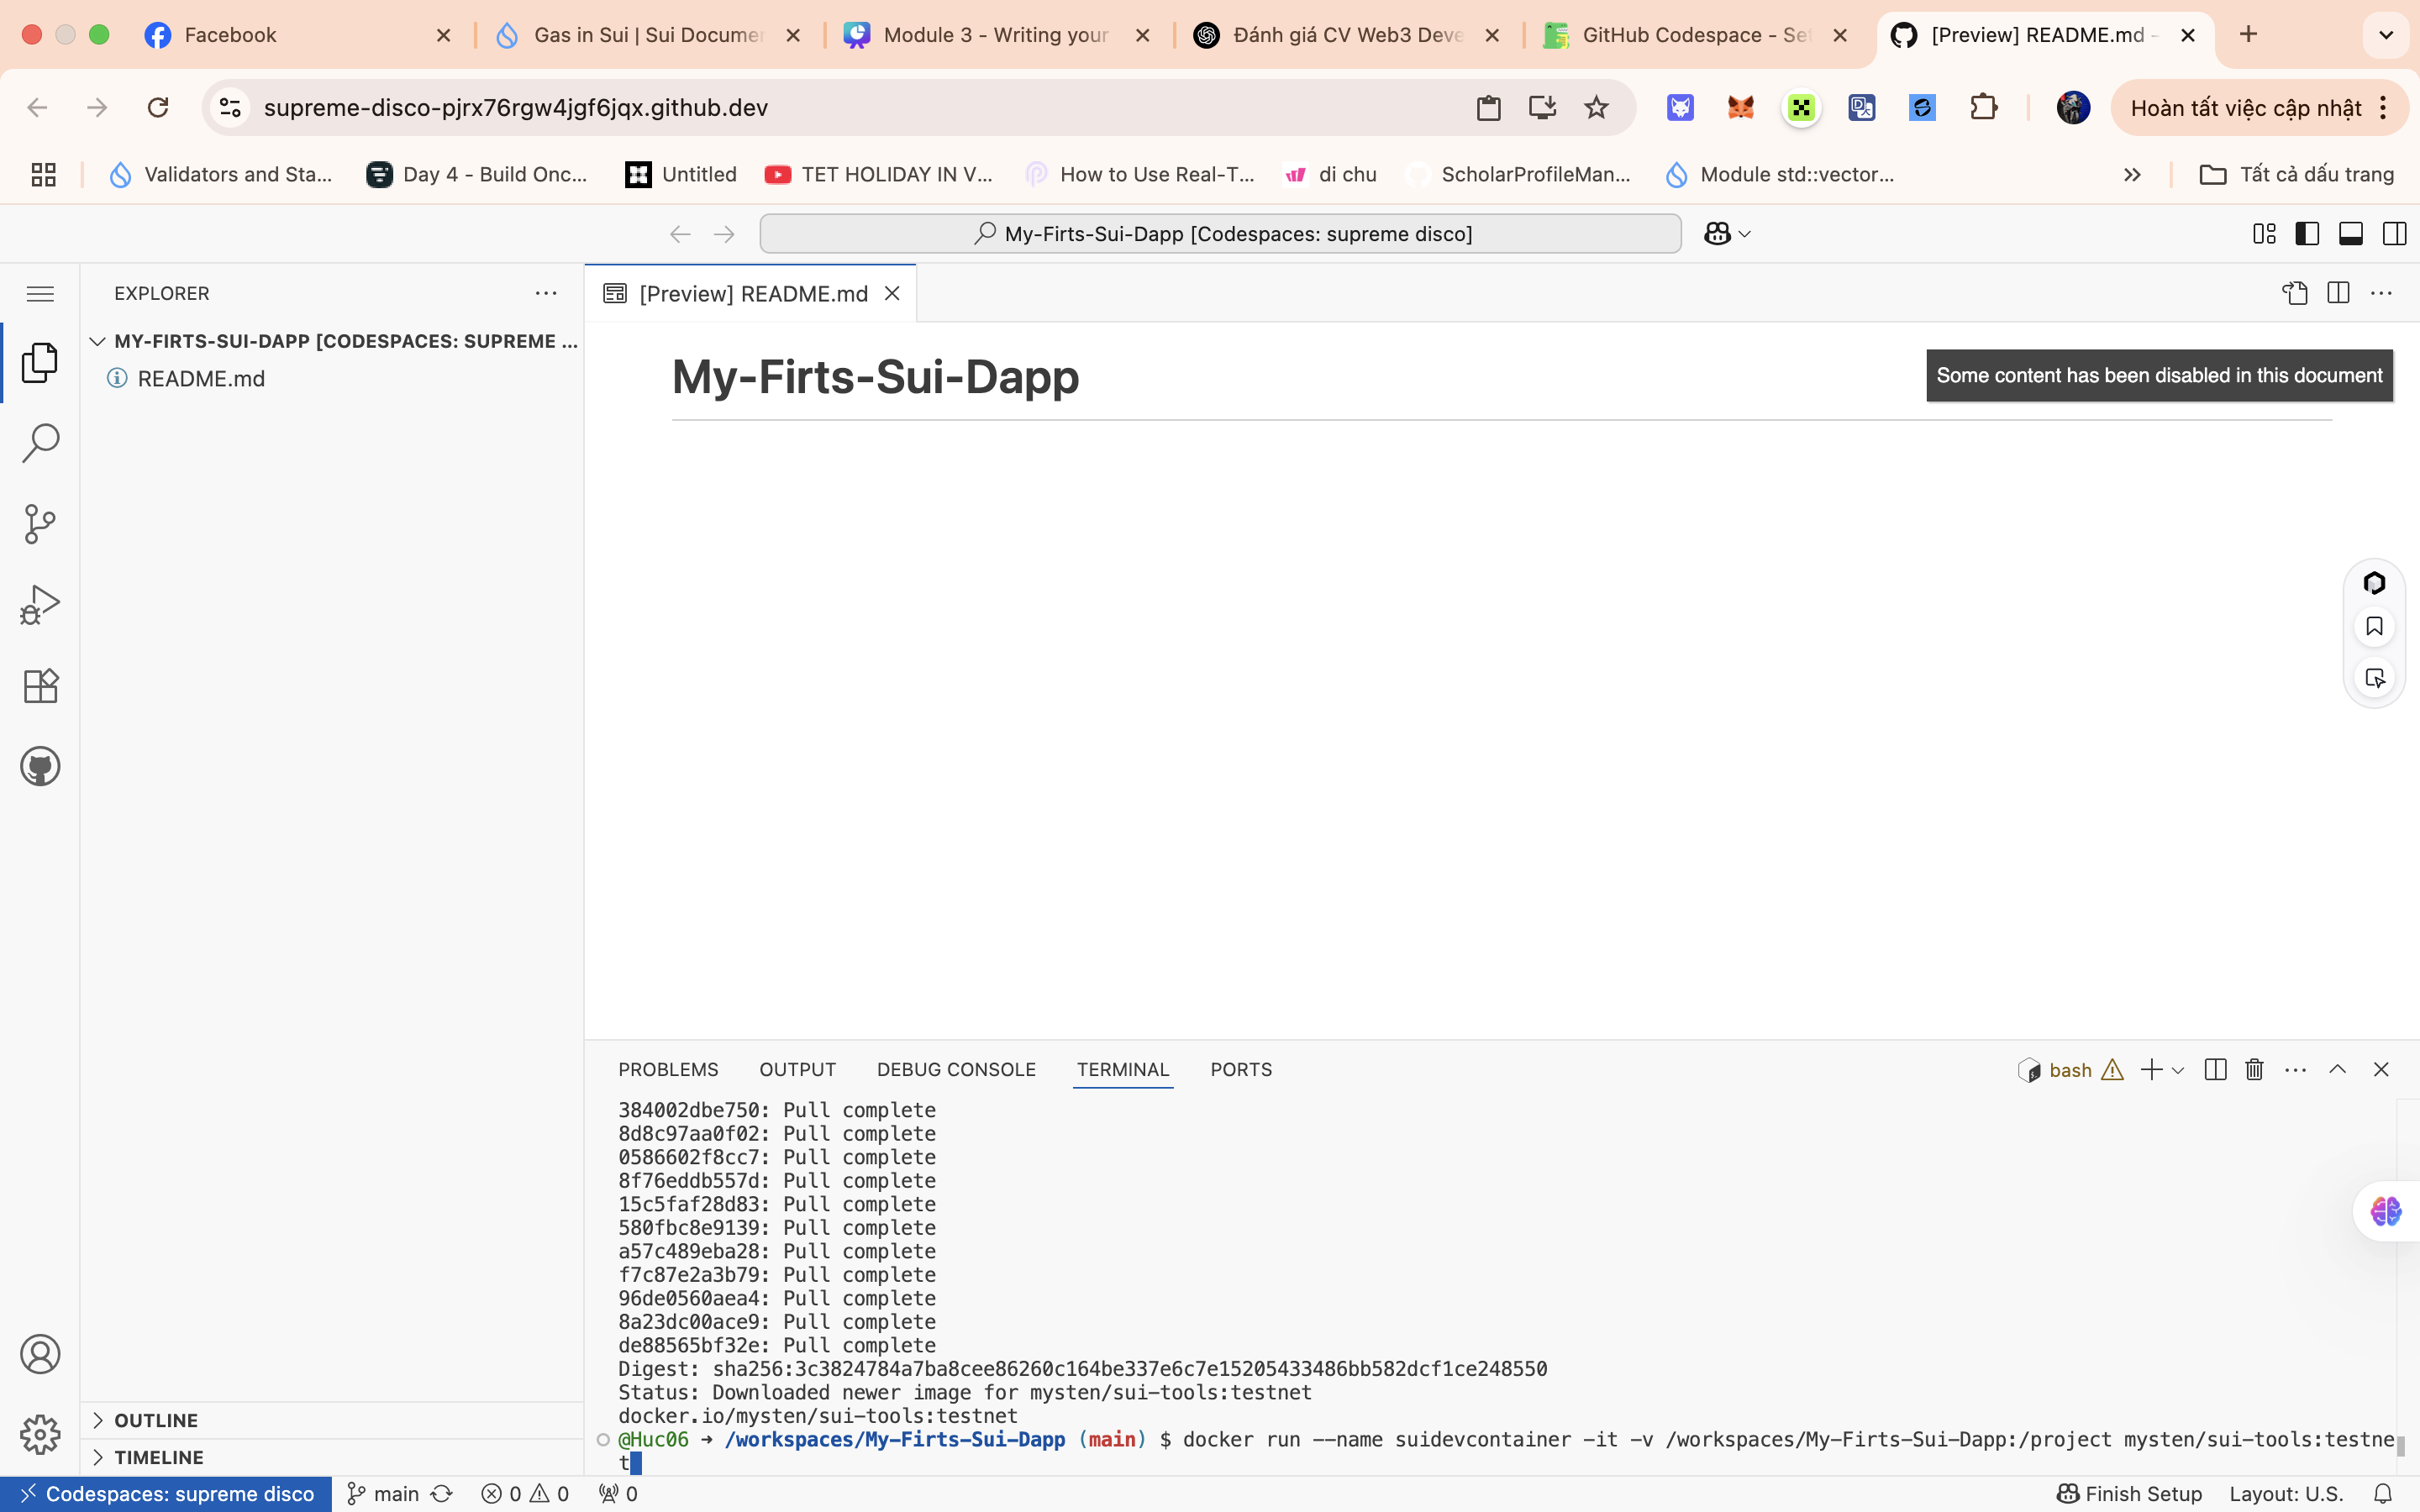 Facebook
Gas in Sui | Sui Documen
Module 3 - Writing your
Đánh giá CV Web3 Deve
GitHub Codespace - Set
[Preview] README.md -
supreme-disco-pjrx76rgw4jgf6jqx.github.dev
Hoàn tất việc cập nhật
Validators and Sta...
Day 4 - Build Onc...
Untitled
TET HOLIDAY IN V...
How to Use Real-T...
di chu
ScholarProfileMan...
Module std::vector...
Tất cả dấu trang
My-Firts-Sui-Dapp [Codespaces: supreme disco]
EXPLORER
[Preview] README.md
MY-FIRTS-SUI-DAPP [CODESPACES: SUPREME ...
README.md
My-Firts-Sui-Dapp
Some content has been disabled in this document
PROBLEMS
OUTPUT
DEBUG CONSOLE
TERMINAL
PORTS
bash
384002dbe750: Pull complete
8d8c97aa0f02: Pull complete
0586602f8cc7: Pull complete
8f76eddb557d: Pull complete
15c5faf28d83: Pull complete
580fbc8e9139: Pull complete
a57c489eba28: Pull complete
f7c87e2a3b79: Pull complete
96de0560aea4: Pull complete
8a23dc00ace9: Pull complete
de88565bf32e: Pull complete
Digest: sha256:3c3824784a7ba8cee86260c164be337e6c7e15205433486bb582dcf1ce248550
Status: Downloaded newer image for mysten/sui-tools:testnet
docker.io/mysten/sui-tools:testnet
@Huc06 ➜ /workspaces/My-Firts-Sui-Dapp (main) $ docker run --name suidevcontainer -it -v /workspaces/My-Firts-Sui-Dapp:/project mysten/sui-tools:testne
t
OUTLINE
TIMELINE
Codespaces: supreme disco
main
0
0
0
Finish Setup
Layout: U.S.